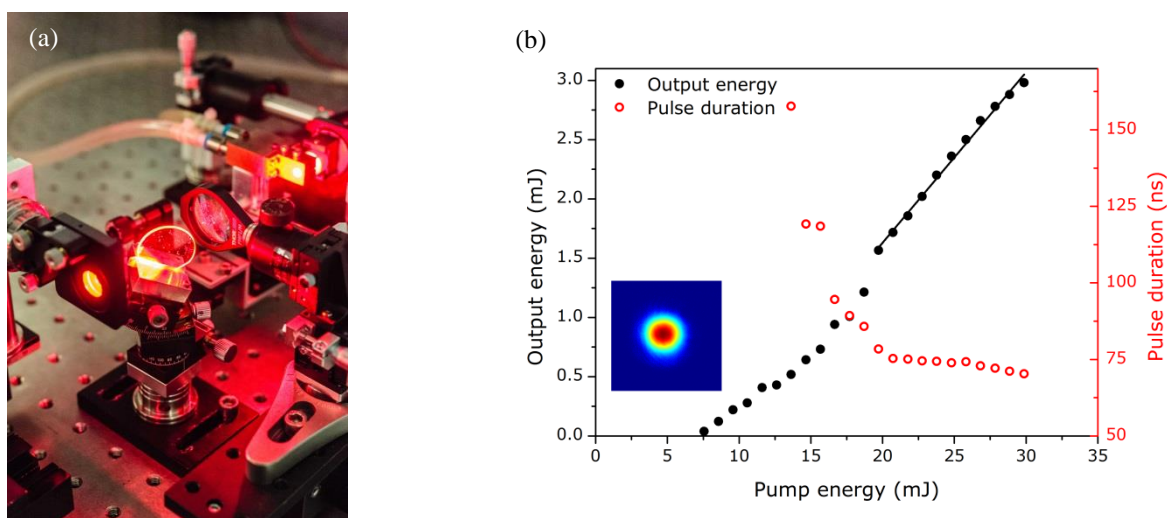 (a)
(b)
Output energy
Pulse duration
Output energy (mJ)
3.0
2.5
2.0
1.5
1.0
0.5
0.0
150
125
100
75
50
Pulse duration (ns)
0 5 10 15 20 25 30 35
Pump energy (mJ)